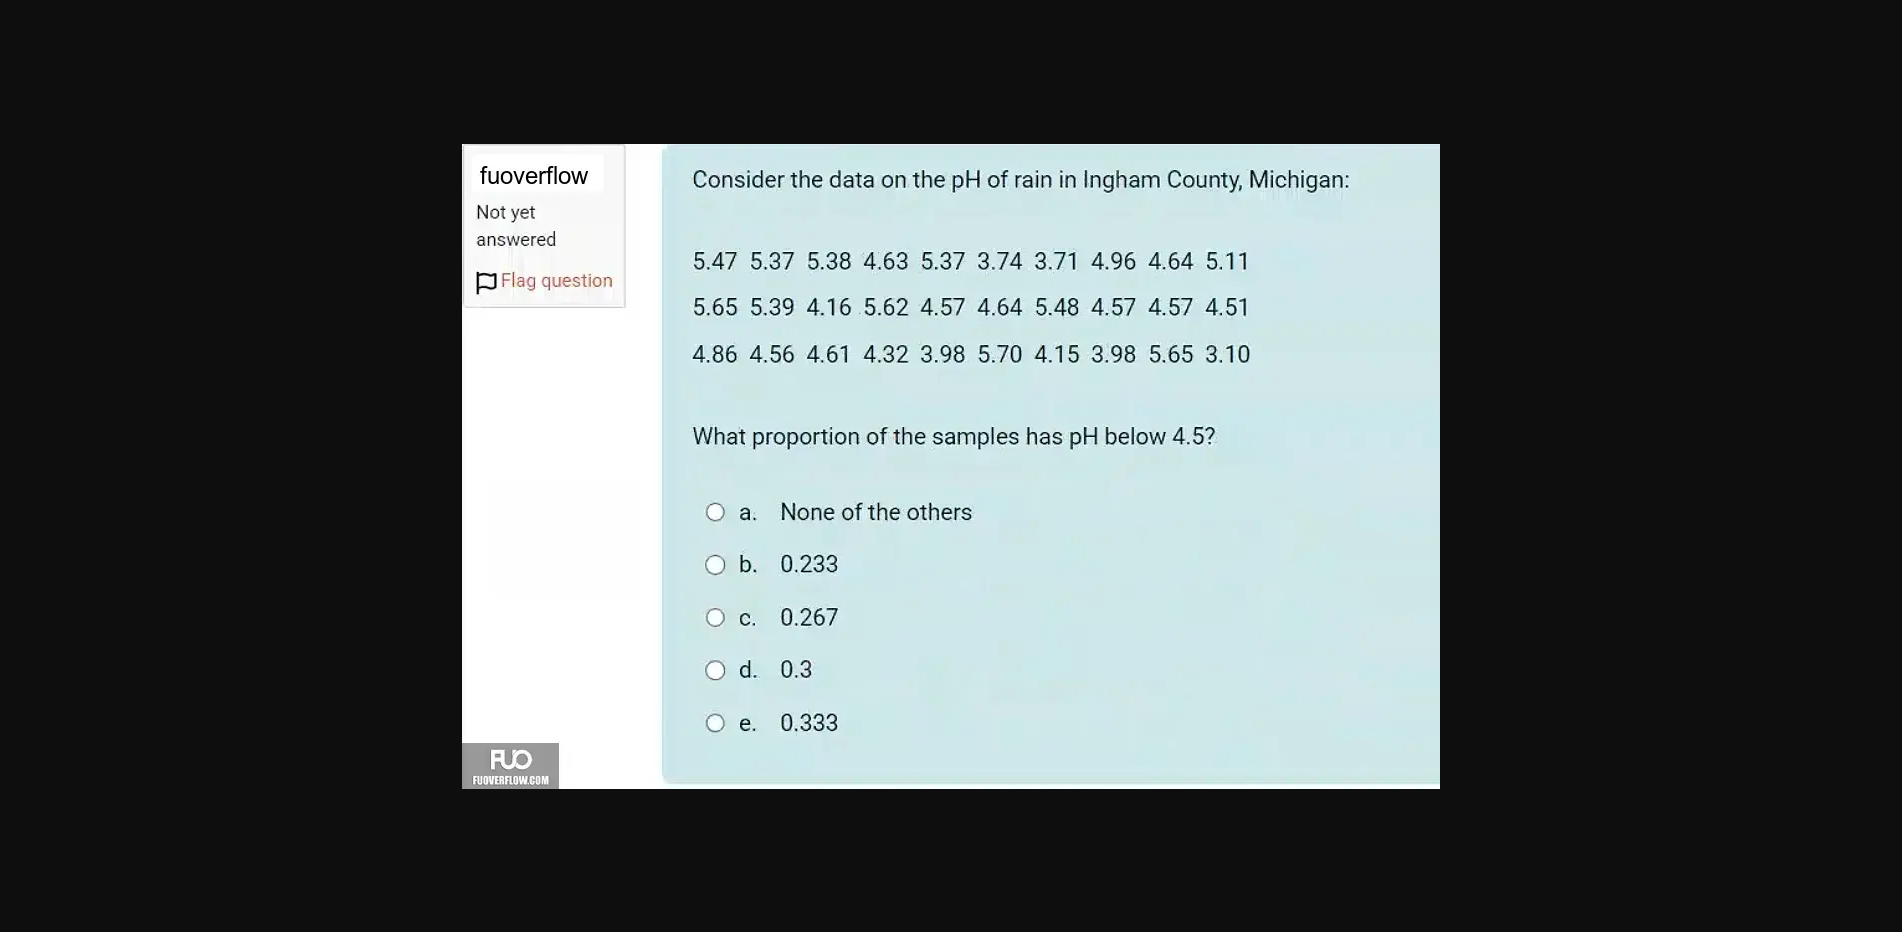 fuoverflow
Not yet
answered
Flag question
Consider the data on the pH of rain in Ingham County, Michigan:
5.47 5.37 5.38 4.63 5.37 3.74 3.71 4.96 4.64 5.11
5.65 5.39 4.16 5.62 4.57 4.64 5.48 4.57 4.57 4.51
4.86 4.56 4.61 4.32 3.98 5.70 4.15 3.98 5.65 3.10
What proportion of the samples has pH below 4.5?
a. None of the others
b. 0.233
c. 0.267
d. 0.3
e. 0.333
FUO
FUOVERFLOW.COM